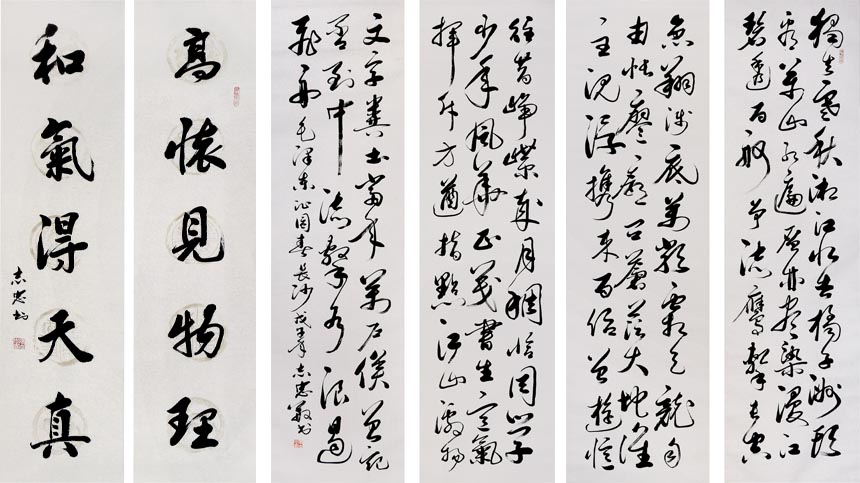 獨立寒秋湘江北去橘子洲頭
看萬山紅遍層林盡染漫江
碧透百舸爭流鷹擊長空
魚翔淺底萬類霜天競自
由悵寥廓問蒼茫大地誰
主沉浮攜來百侶曾遊憶
往昔崢嶸歲月稠恰同學
少年風華正茂書生意氣
揮斥方遒指點江山激揚
文字糞土當年萬戶侯曾記
否到中流擊水浪遏
飛舟毛澤東沁園春長沙戊子年志忠敬書
高懷見物理
和氣得天真
志忠書